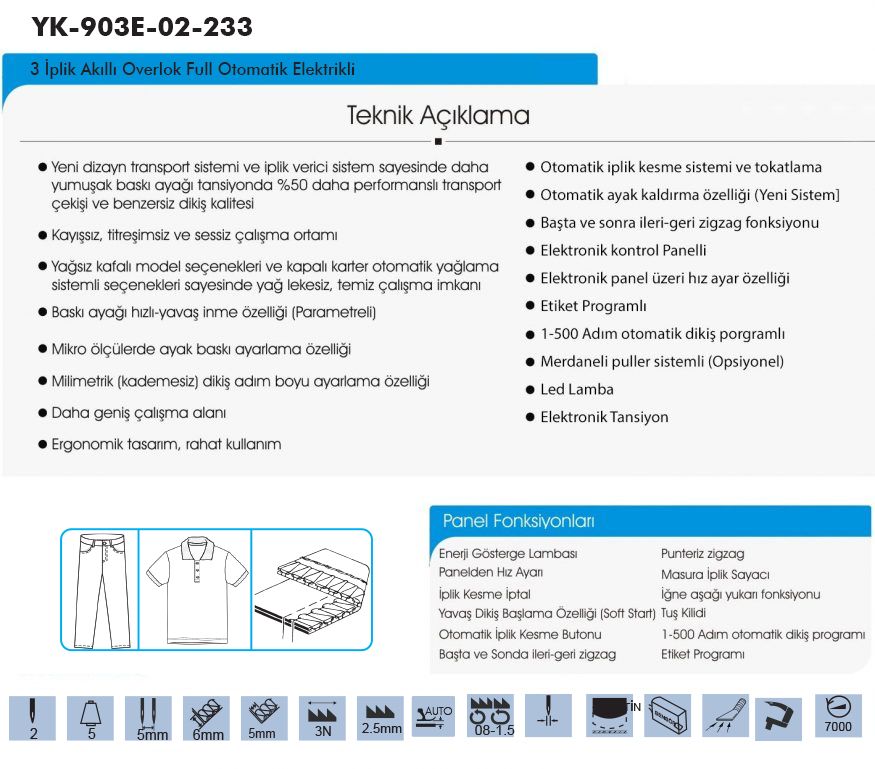 YK-903E-02-233
3 İplik Akıllı Overlok Full Otomatik Elektrikli
Teknik Açıklama
Yeni dizayn transport sistemi ve iplik verici sistem sayesinde daha
yumuşak baskı ayağı tansiyonda %50 daha performanslı transport
çekişi ve benzersiz dikiş kalitesi
Kayışsız, titreşimsiz ve sessiz çalışma ortamı
Yağsız kafalı model seçenekleri ve kapalı karter otomatik yağlama
sistemli seçenekleri sayesinde yağ lekesiz, temiz çalışma imkanı
Baskı ayağı hızlı-yavaş inme özelliği (Parametreli)
Mikro ölçülerde ayak baskı ayarlama özelliği
Milimetrik (kademesiz) dikiş adım boyu ayarlama özelliği
Daha geniş çalışma alanı
Ergonomik tasarım, rahat kullanım
Otomatik iplik kesme sistemi ve tokatlama
Otomatik ayak kaldırma özelliği (Yeni Sistem]
Başta ve sonra ileri-geri zigzag fonksiyonu
Elektronik kontrol Panelli
Elektronik panel üzeri hız ayar özelliği
Etiket Programlı
1-500 Adım otomatik dikiş porgramlı
Merdaneli puller sistemli (Opsiyonel)
Led Lamba
Elektronik Tansiyon
Panel Fonksiyonları
Enerji Gösterge Lambası
Panelden Hız Ayarı
İplik Kesme İptal
Yavaş Dikiş Başlama Özelliği (Soft Start)
Otomatik İplik Kesme Butonu
Başta ve Sonda ileri-geri zigzag
Punteriz zigzag
Masura İplik Sayacı
İğne aşağı yukarı fonksiyonu
Tuş Kilidi
1-500 Adım otomatik dikiş programı
Etiket Programı
2
5
5mm
6mm
5mm
3N
2.5mm
AUTO
08-1.5
TİN
SENSOR
7000